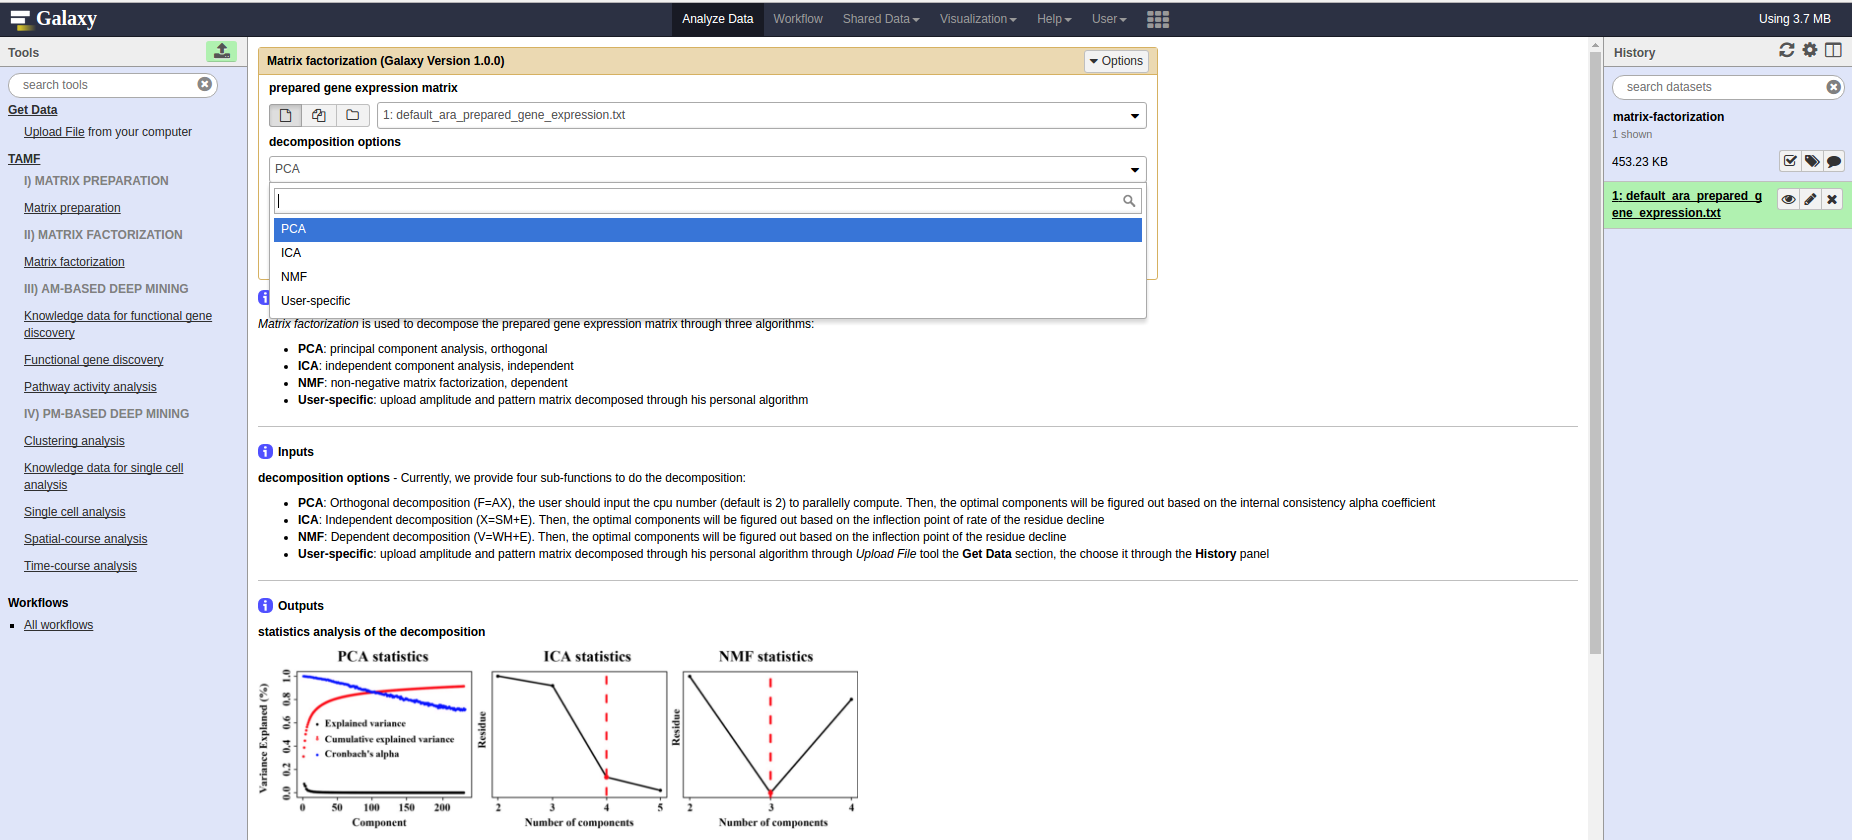 Galaxy
Analyze Data
Workflow
Shared Data
Visualization
Help
User
Using 3.7 MB
Tools
search tools
Get Data
Upload File from your computer
TAMF
I) MATRIX PREPARATION
Matrix preparation
II) MATRIX FACTORIZATION
Matrix factorization
III) AM-BASED DEEP MINING
Knowledge data for functional gene
discovery
Functional gene discovery
Pathway activity analysis
IV) PM-BASED DEEP MINING
Clustering analysis
Knowledge data for single cell
analysis
Single cell analysis
Spatial-course analysis
Time-course analysis
Workflows
All workflows
Matrix factorization (Galaxy Version 1.0.0)
Options
prepared gene expression matrix
1: default_ara_prepared_gene_expression.txt
decomposition options
PCA
PCA
ICA
NMF
User-specific
Matrix factorization is used to decompose the prepared gene expression matrix through three algorithms:
PCA: principal component analysis, orthogonal
ICA: independent component analysis, independent
NMF: non-negative matrix factorization, dependent
User-specific: upload amplitude and pattern matrix decomposed through his personal algorithm
Inputs
decomposition options - Currently, we provide four sub-functions to do the decomposition:
PCA: Orthogonal decomposition (F=AX), the user should input the cpu number (default is 2) to parallelly compute. Then, the optimal components will be figured out based on the internal consistency alpha coefficient
ICA: Independent decomposition (X=SM+E). Then, the optimal components will be figured out based on the inflection point of rate of the residue decline
NMF: Dependent decomposition (V=WH+E). Then, the optimal components will be figured out based on the inflection point of the residue decline
User-specific: upload amplitude and pattern matrix decomposed through his personal algorithm through Upload File tool the Get Data section, the choose it through the History panel
Outputs
statistics analysis of the decomposition
PCA statistics
Variance Explaned (%)
1.0
0.8
0.6
0.4
0.2
0.0
Explained variance
Cumulative explained variance
Cronbach's alpha
0 50 100 150 200
Component
ICA statistics
Residue
2 3 4 5
Number of components
NMF statistics
Residue
2 3 4
Number of components
History
search datasets
matrix-factorization
1 shown
453.23 KB
1: default_ara_prepared_g
ene_expression.txt